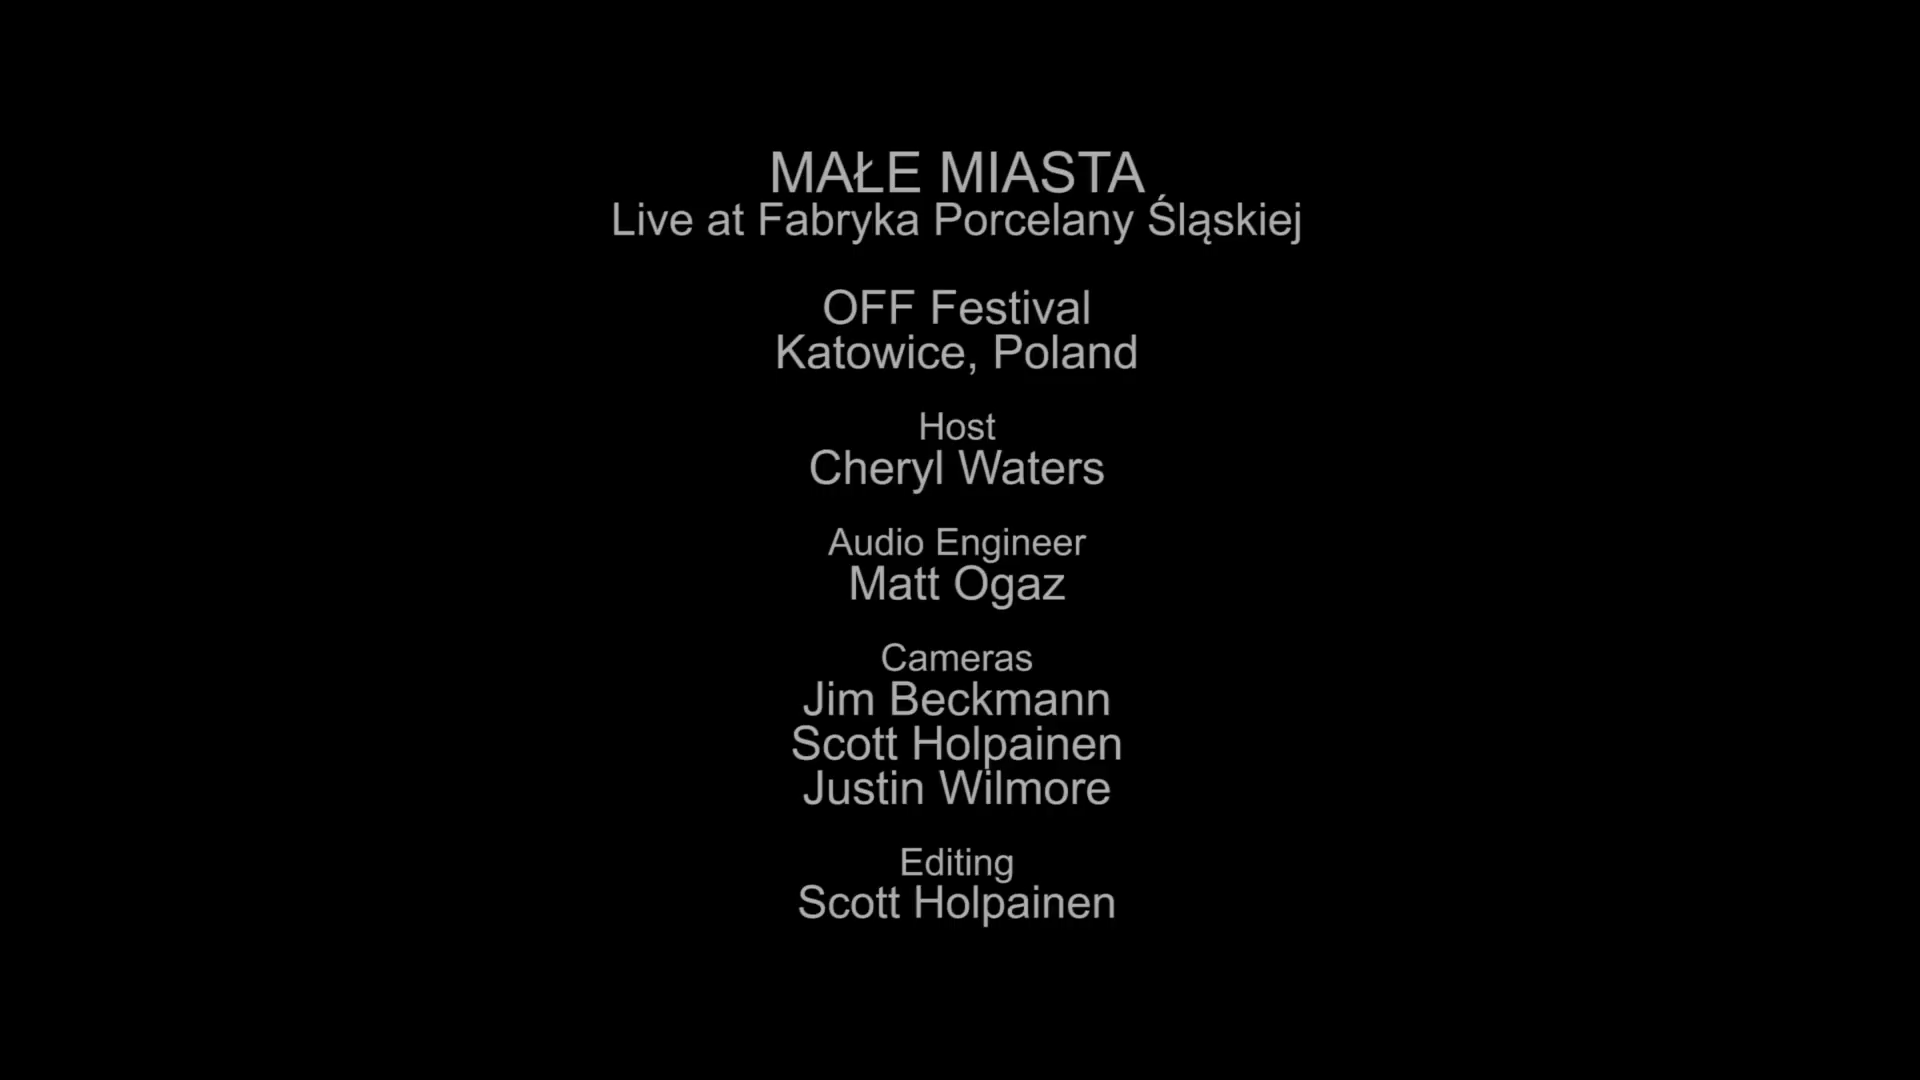 MAŁE MIASTA
Live at Fabryka Porcelany Śląskiej
OFF Festival
Katowice, Poland
Host
Cheryl Waters
Audio Engineer
Matt Ogaz
Cameras
Jim Beckmann
Scott Holpainen
Justin Wilmore
Editing
Scott Holpainen